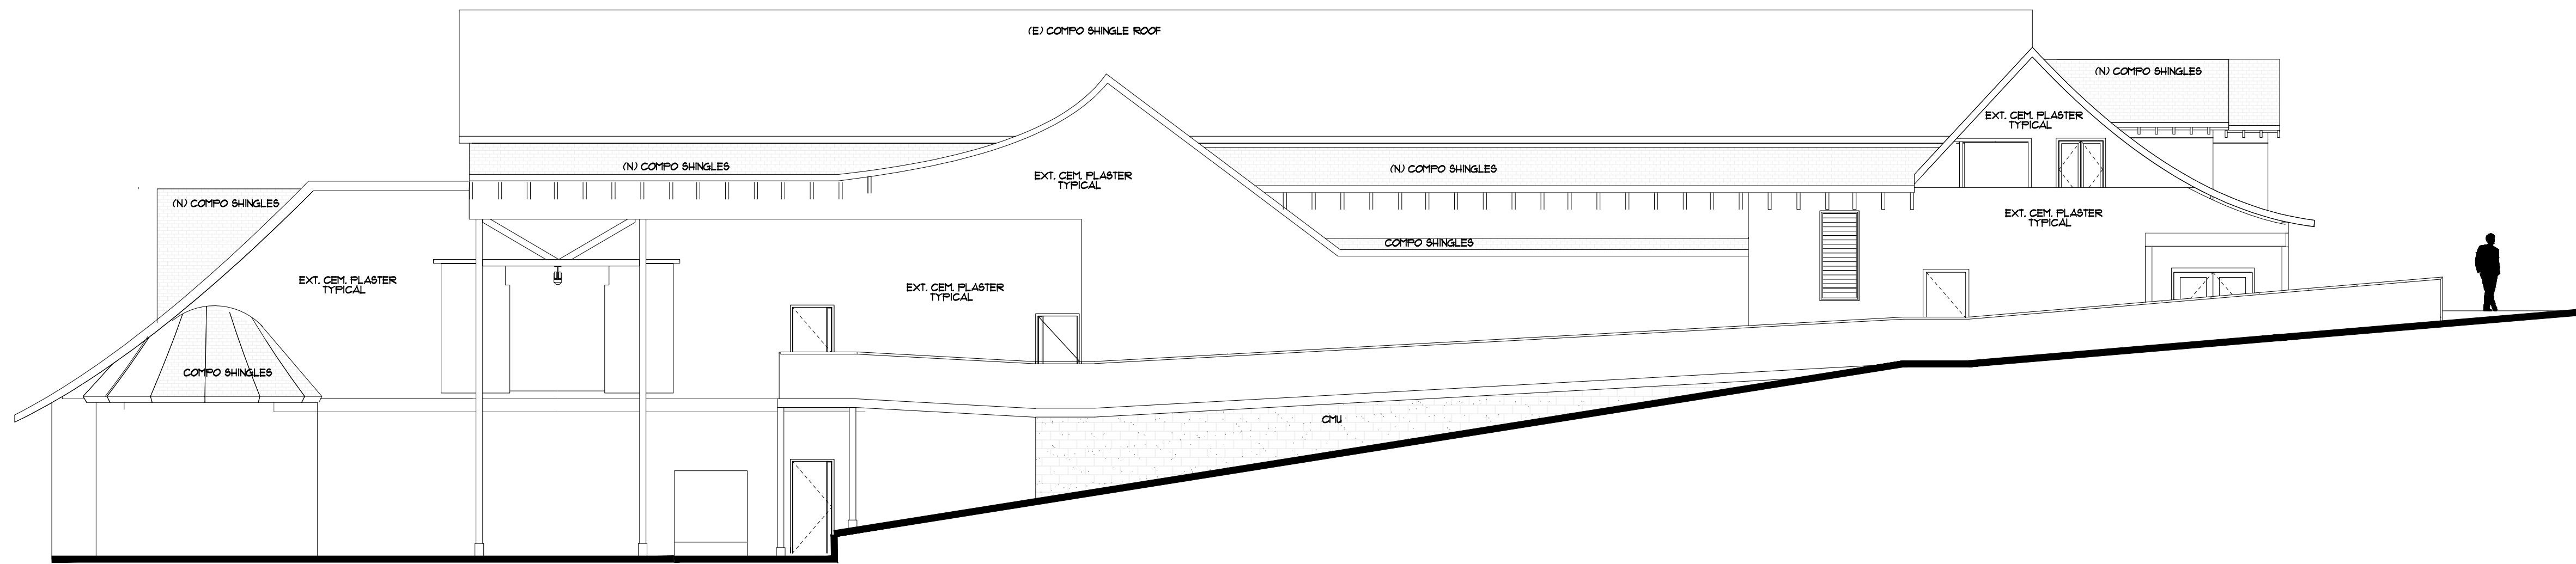 (E) COMPO SHINGLE ROOF
(N) COMPO SHINGLES
EXT. CEM. PLASTER
TYPICAL
(N) COMPO SHINGLES
(N) COMPO SHINGLES
EXT. CEM. PLASTER
TYPICAL
(N) COMPO SHINGLES
EXT. CEM. PLASTER
TYPICAL
COMPO SHINGLES
EXT. CEM. PLASTER
TYPICAL
EXT. CEM. PLASTER
TYPICAL
COMPO SHINGLES
CMU